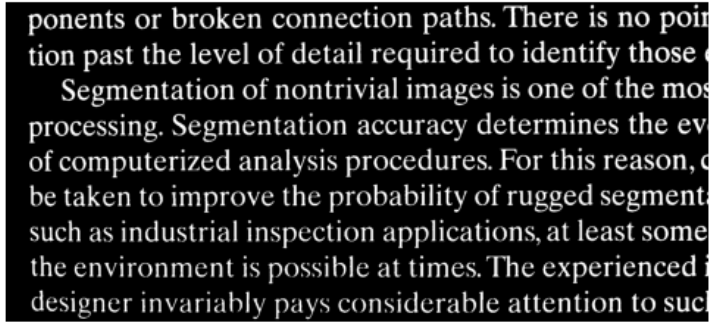 ponents or broken connection paths. There is no poin
tion past the level of detail required to identify those
Segmentation of nontrivial images is one of the mos
processing. Segmentation accuracy determines the ev
of computerized analysis procedures. For this reason,
be taken to improve the probability of rugged segment
such as industrial inspection applications, at least some
the environment is possible at times. The experienced
designer invariably pays considerable attention to suc